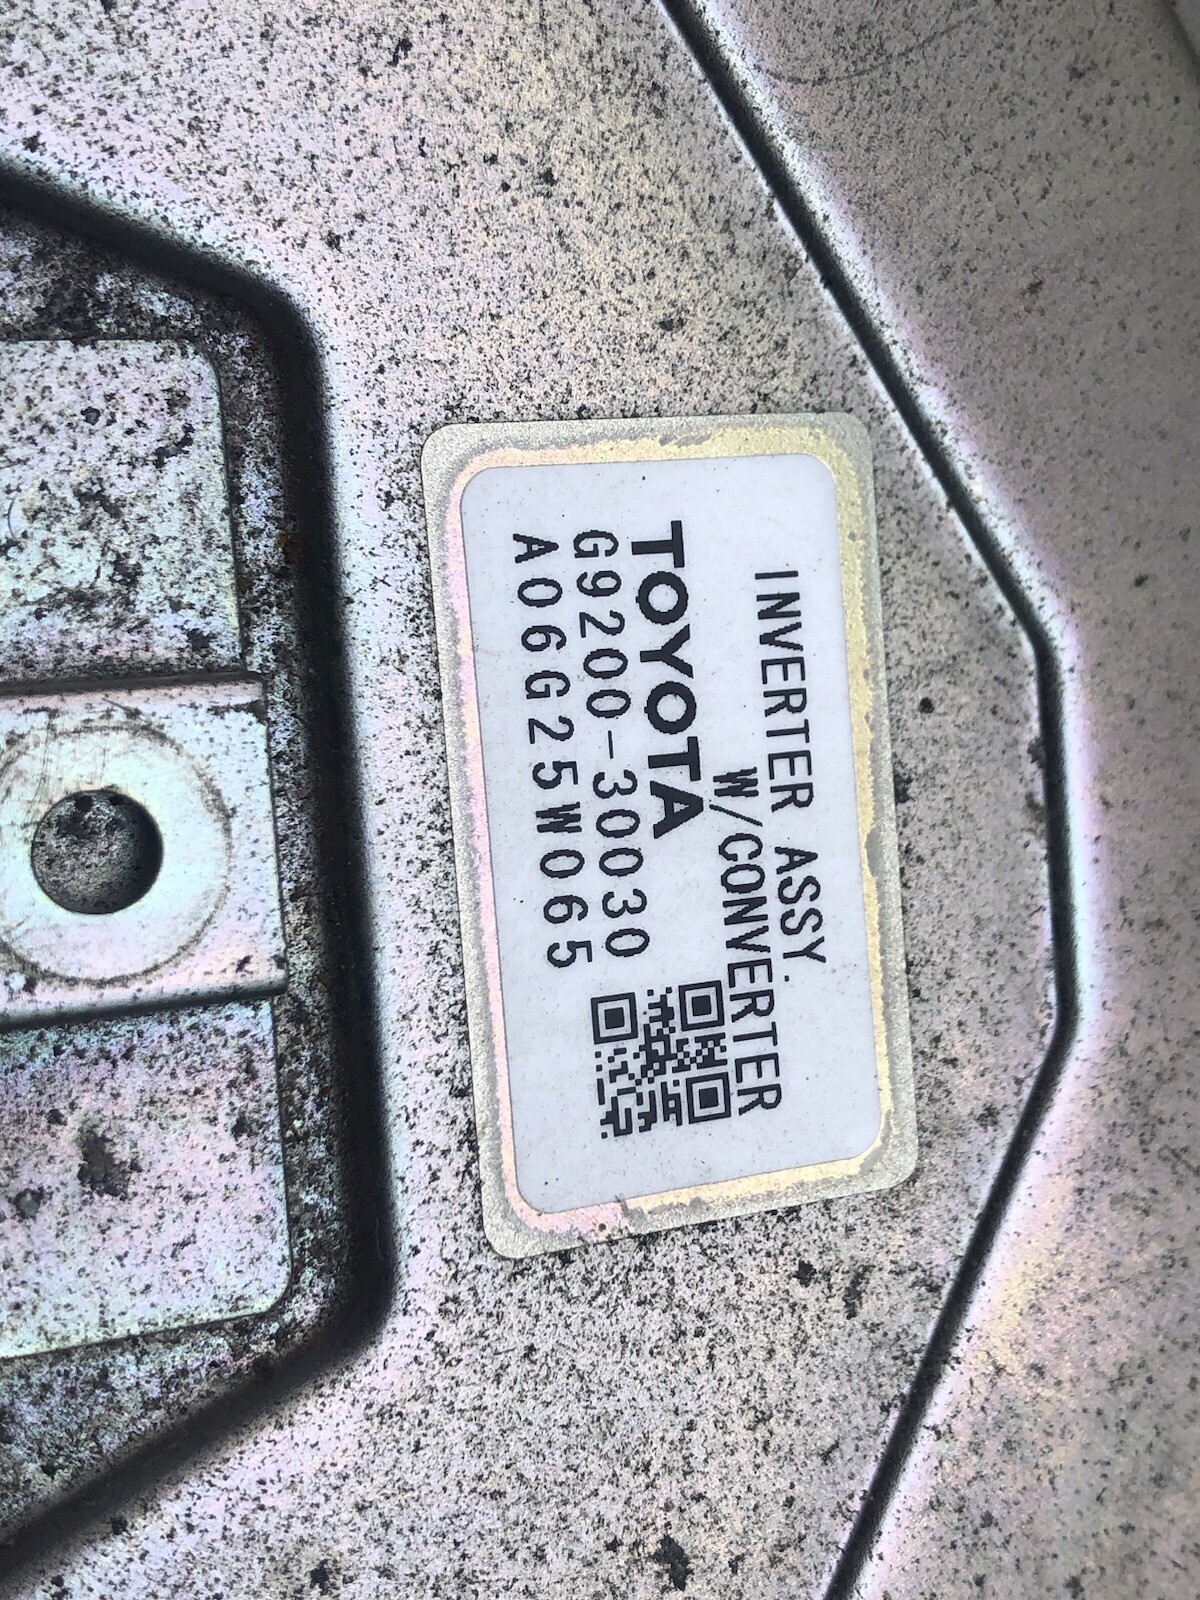 INVERTER ASSY.
W/CONVERTER
TOYOTA
G9200-30030
A06G25W065